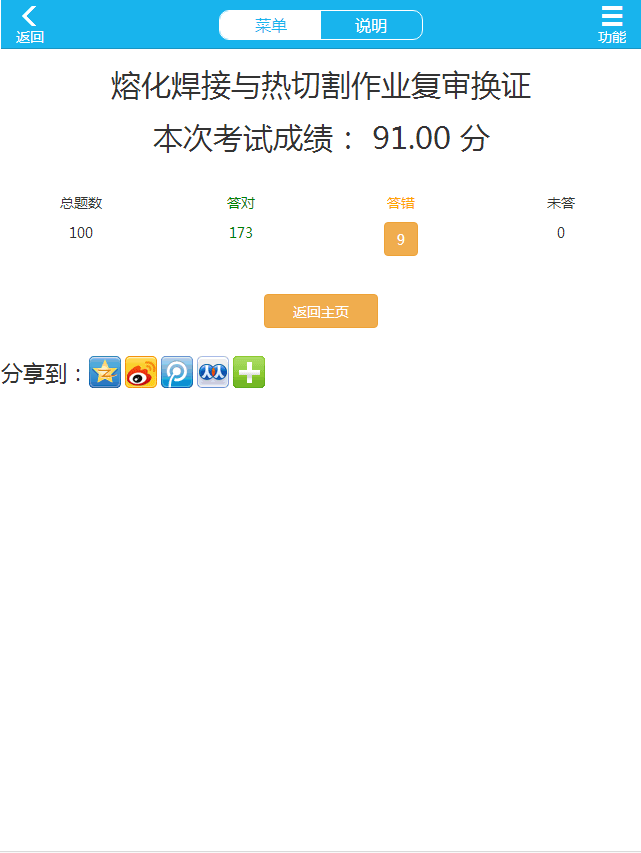 返回
菜单 说明
功能
熔化焊接与热切割作业复审换证
本次考试成绩： 91.00 分
总题数 答对 答错 未答
100 173 9 0
返回主页
分享到：